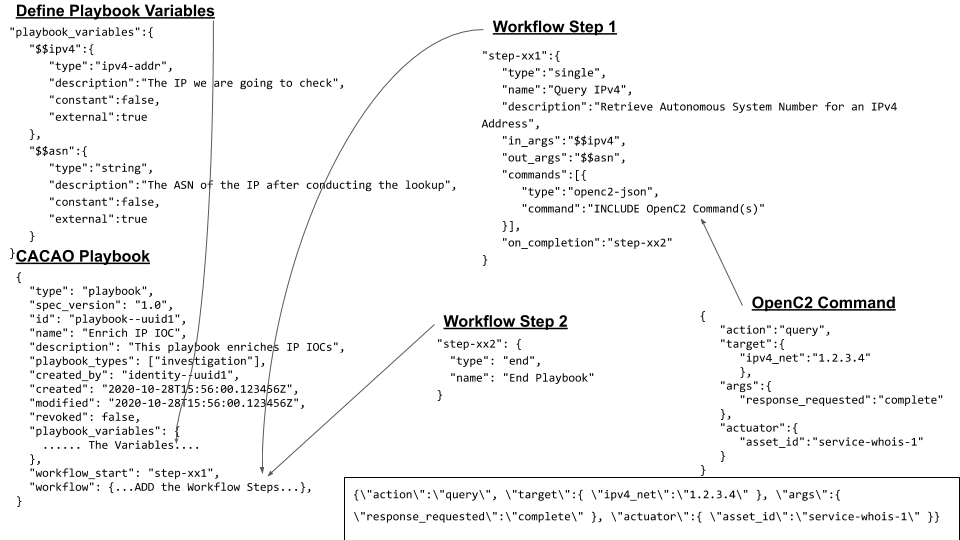 Define Playbook Variables
"playbook_variables":{
"$$ipv4":{
"type":"ipv4-addr",
"description":"The IP we are going to check",
"constant":false,
"external":true
},
"$$asn":{
"type":"string",
"description":"The ASN of the IP after conducting the lookup",
"constant":false,
"external":true
}
}
CACAO Playbook
{
"type": "playbook",
"spec_version": "1.0",
"id": "playbook--uuid1",
"name": "Enrich IP IOC",
"description": "This playbook enriches IP IOCs",
"playbook_types": ["investigation"],
"created_by": "identity--uuid1",
"created": "2020-10-28T15:56:00.123456Z",
"modified": "2020-10-28T15:56:00.123456Z",
"revoked": false,
"playbook_variables": {
...... The Variables....
},
"workflow_start": "step-xx1",
"workflow": {...ADD the Workflow Steps...},
}
Workflow Step 1
"step-xx1":{
"type":"single",
"name":"Query IPv4",
"description":"Retrieve Autonomous System Number for an IPv4
Address",
"in_args":"$$ipv4",
"out_args":"$$asn",
"commands":[{
"type":"openc2-json",
"command":"INCLUDE OpenC2 Command(s)"
}],
"on_completion":"step-xx2"
}
Workflow Step 2
"step-xx2": {
"type": "end",
"name": "End Playbook"
}
OpenC2 Command
{
"action":"query",
"target":{
"ipv4_net":"1.2.3.4"
},
"args":{
"response_requested":"complete"
},
"actuator":{
"asset_id":"service-whois-1"
}
}
{\"action\":\"query\", \"target\":{ \"ipv4_net\":\"1.2.3.4\" }, \"args\":{
\"response_requested\":\"complete\" }, \"actuator\":{ \"asset_id\":\"service-whois-1\" }}